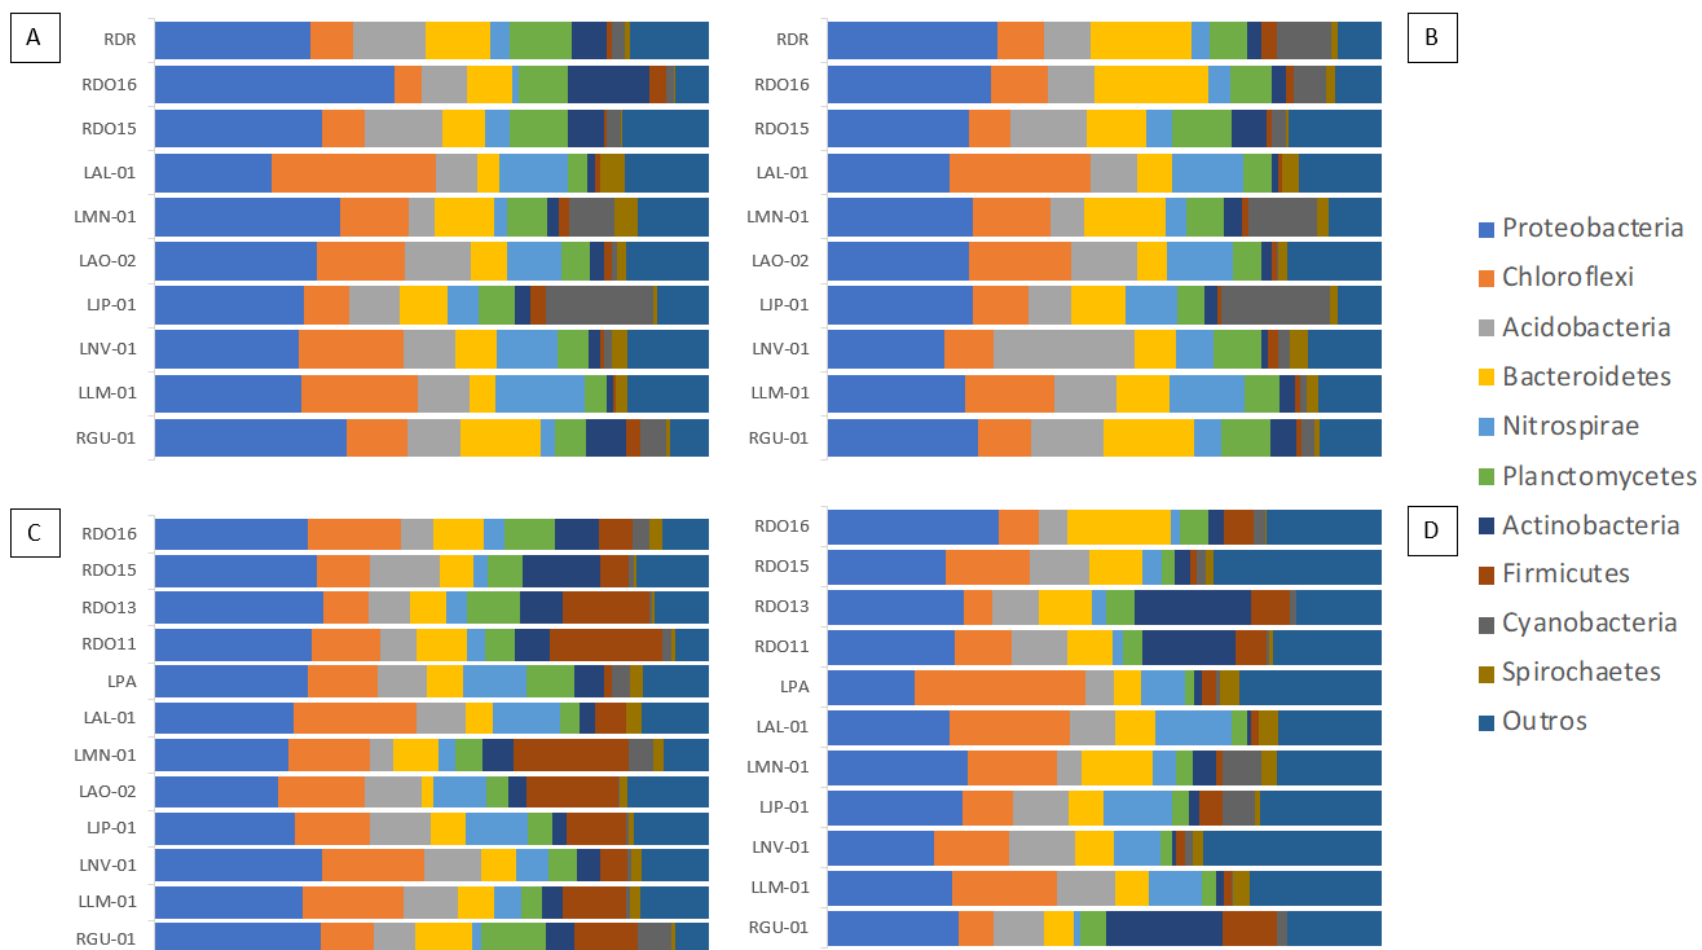 A
RDR
RDO16
RDO15
LAL-01
LMN-01
LAO-02
LJP-01
LNV-01
LLM-01
RGU-01
B
RDR
RDO16
RDO15
LAL-01
LMN-01
LAO-02
LJP-01
LNV-01
LLM-01
RGU-01
C
RDO16
RDO15
RDO13
RDO11
LPA
LAL-01
LMN-01
LAO-02
LJP-01
LNV-01
LLM-01
RGU-01
D
RDO16
RDO15
RDO13
RDO11
LPA
LAL-01
LMN-01
LJP-01
LNV-01
LLM-01
RGU-01
Proteobacteria
Chloroflexi
Acidobacteria
Bacteroidetes
Nitrospirae
Planctomycetes
Actinobacteria
Firmicutes
Cyanobacteria
Spirochaetes
Outros